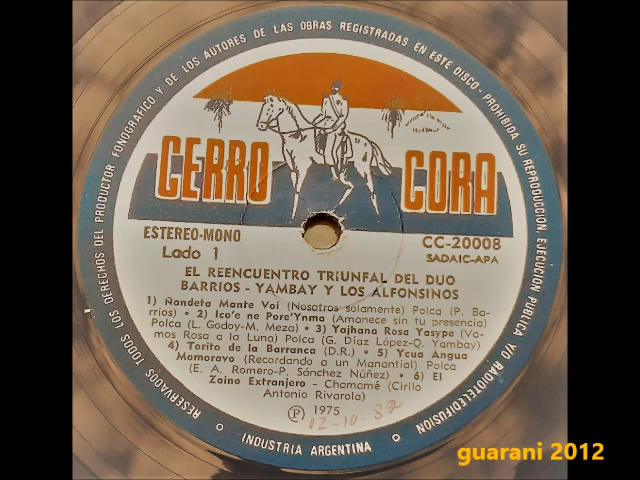 RESERVADOS TODOS LOS DERECHOS DEL PRODUCTOR FONOGRAFICO Y DE LOS AUTORES DE LAS OBRAS REGISTRADAS EN ESTE DISCO - PROHIBIDA SU REPRODUCCION, EJECUCION PUBLICA Y/O RADIOTELEDIFUSION
CERRO CORA
ESTEREO-MONO
Lado 1
CC-20008
SADAIC-APA
EL REENCUENTRO TRIUNFAL DEL DUO
BARRIOS - YAMBAY Y LOS ALFONSINOS
1) Ñandeta Mante Voi (Nosotros solamente) Polca (P. Ba-
rrios) • 2) Ico'e ne Pore'Ynma (Amanece sin tu presencia)
Polca (L. Godoy-M. Meza) • 3) Yajhana Rosa Yasype (Va-
mos Rosa a la Luna) Polca (G. Díaz López-Q. Yambay)
4) Torito de la Barranca (D.R.) • 5) Ycua Angua
Momorayo (Recordando a un Manantial) Polca
(E. A. Romero-P. Sánchez Núñez) • 6) El
Zaino Extranjero - Chamamé (Cirilo
Antonio Rivarola)
Ⓟ 1975
12-10-82
INDUSTRIA ARGENTINA
guarani 2012